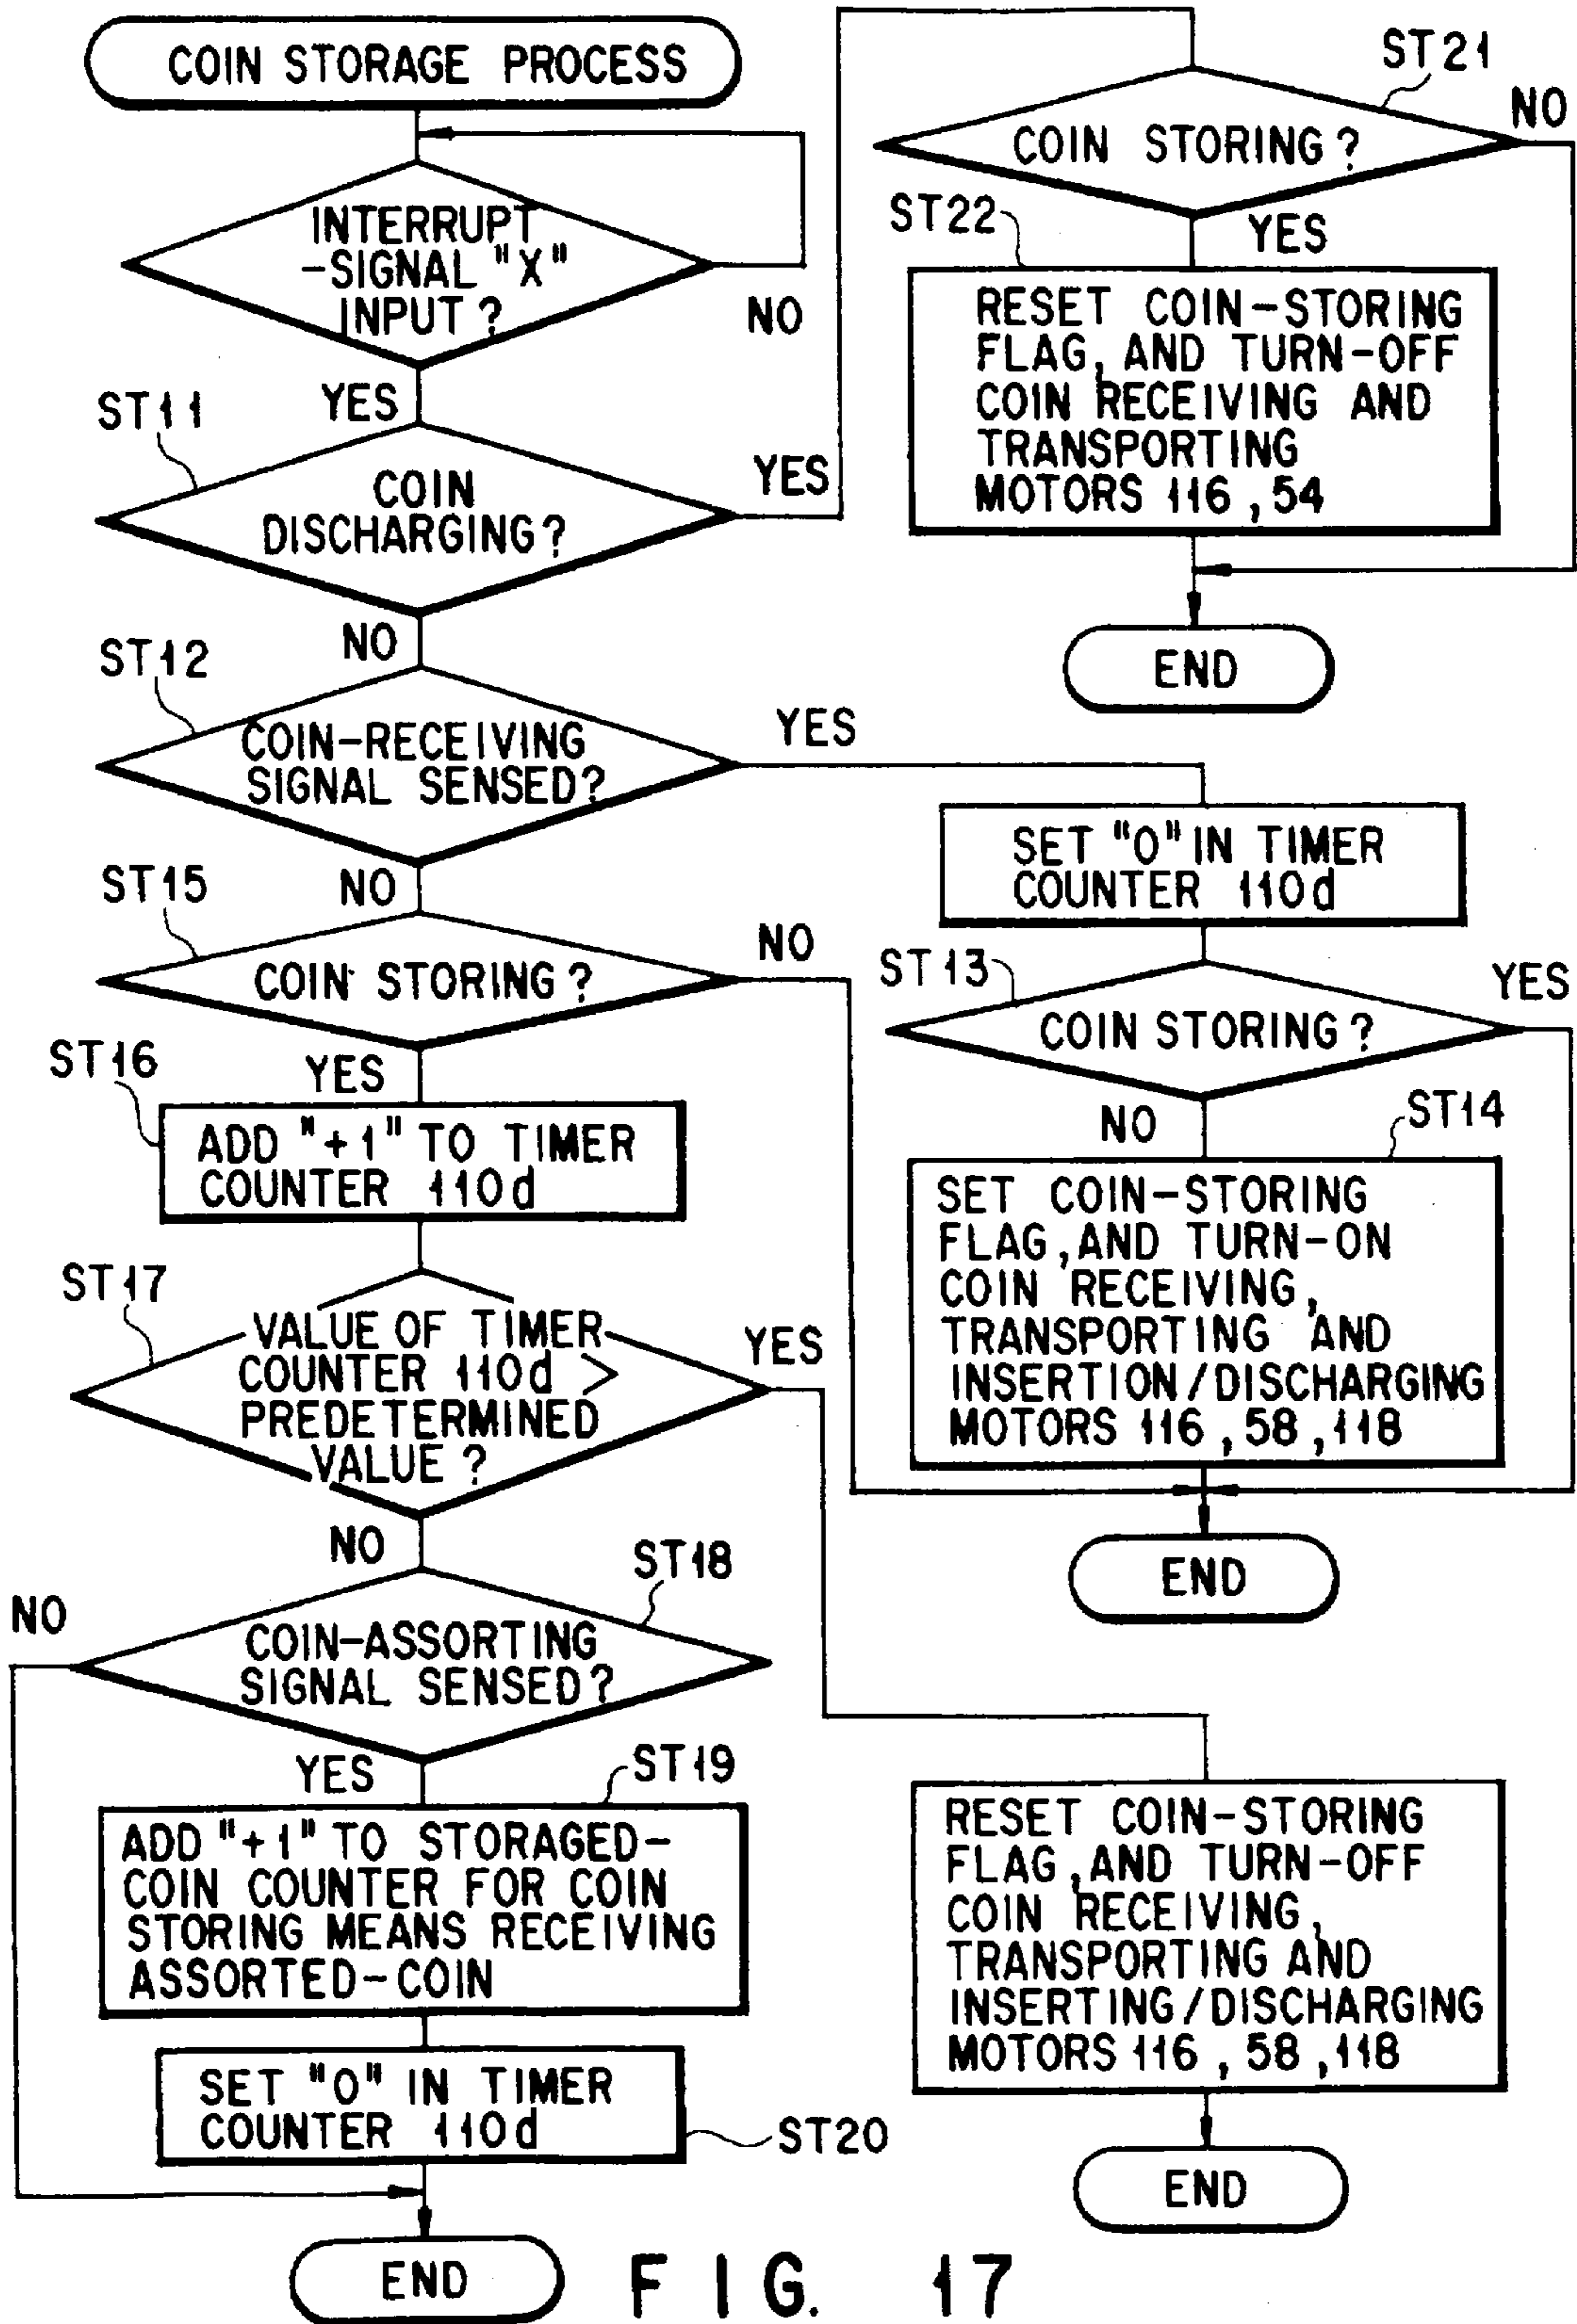 COIN STORAGE PROCESS
INTERRUPT
-SIGNAL "X"
INPUT ?
NO
YES
ST11
COIN
DISCHARGING?
YES
NO
ST12
COIN-RECEIVING
SIGNAL SENSED?
YES
NO
ST15
COIN STORING ?
NO
YES
ST16
ADD "+1" TO TIMER
COUNTER 110d
ST17
VALUE OF TIMER
COUNTER 110d >
PREDETERMINED
VALUE ?
YES
NO
ST18
COIN-ASSORTING
SIGNAL SENSED?
NO
YES
ST19
ADD "+1" TO STORAGED-
COIN COUNTER FOR COIN
STORING MEANS RECEIVING
ASSORTED-COIN
SET "0" IN TIMER
COUNTER 110d
ST20
END
ST21
COIN STORING ?
NO
YES
ST22
RESET COIN-STORING
FLAG, AND TURN-OFF
COIN RECEIVING AND
TRANSPORTING
MOTORS 116 , 54
END
SET "0" IN TIMER
COUNTER 110d
ST13
COIN STORING ?
YES
NO
ST14
SET COIN-STORING
FLAG, AND TURN-ON
COIN RECEIVING,
TRANSPORTING AND
INSERTION/DISCHARGING
MOTORS 116 , 58 , 118
END
RESET COIN-STORING
FLAG, AND TURN-OFF
COIN RECEIVING,
TRANSPORTING AND
INSERTING/DISCHARGING
MOTORS 116 , 58 , 118
END
FIG. 17